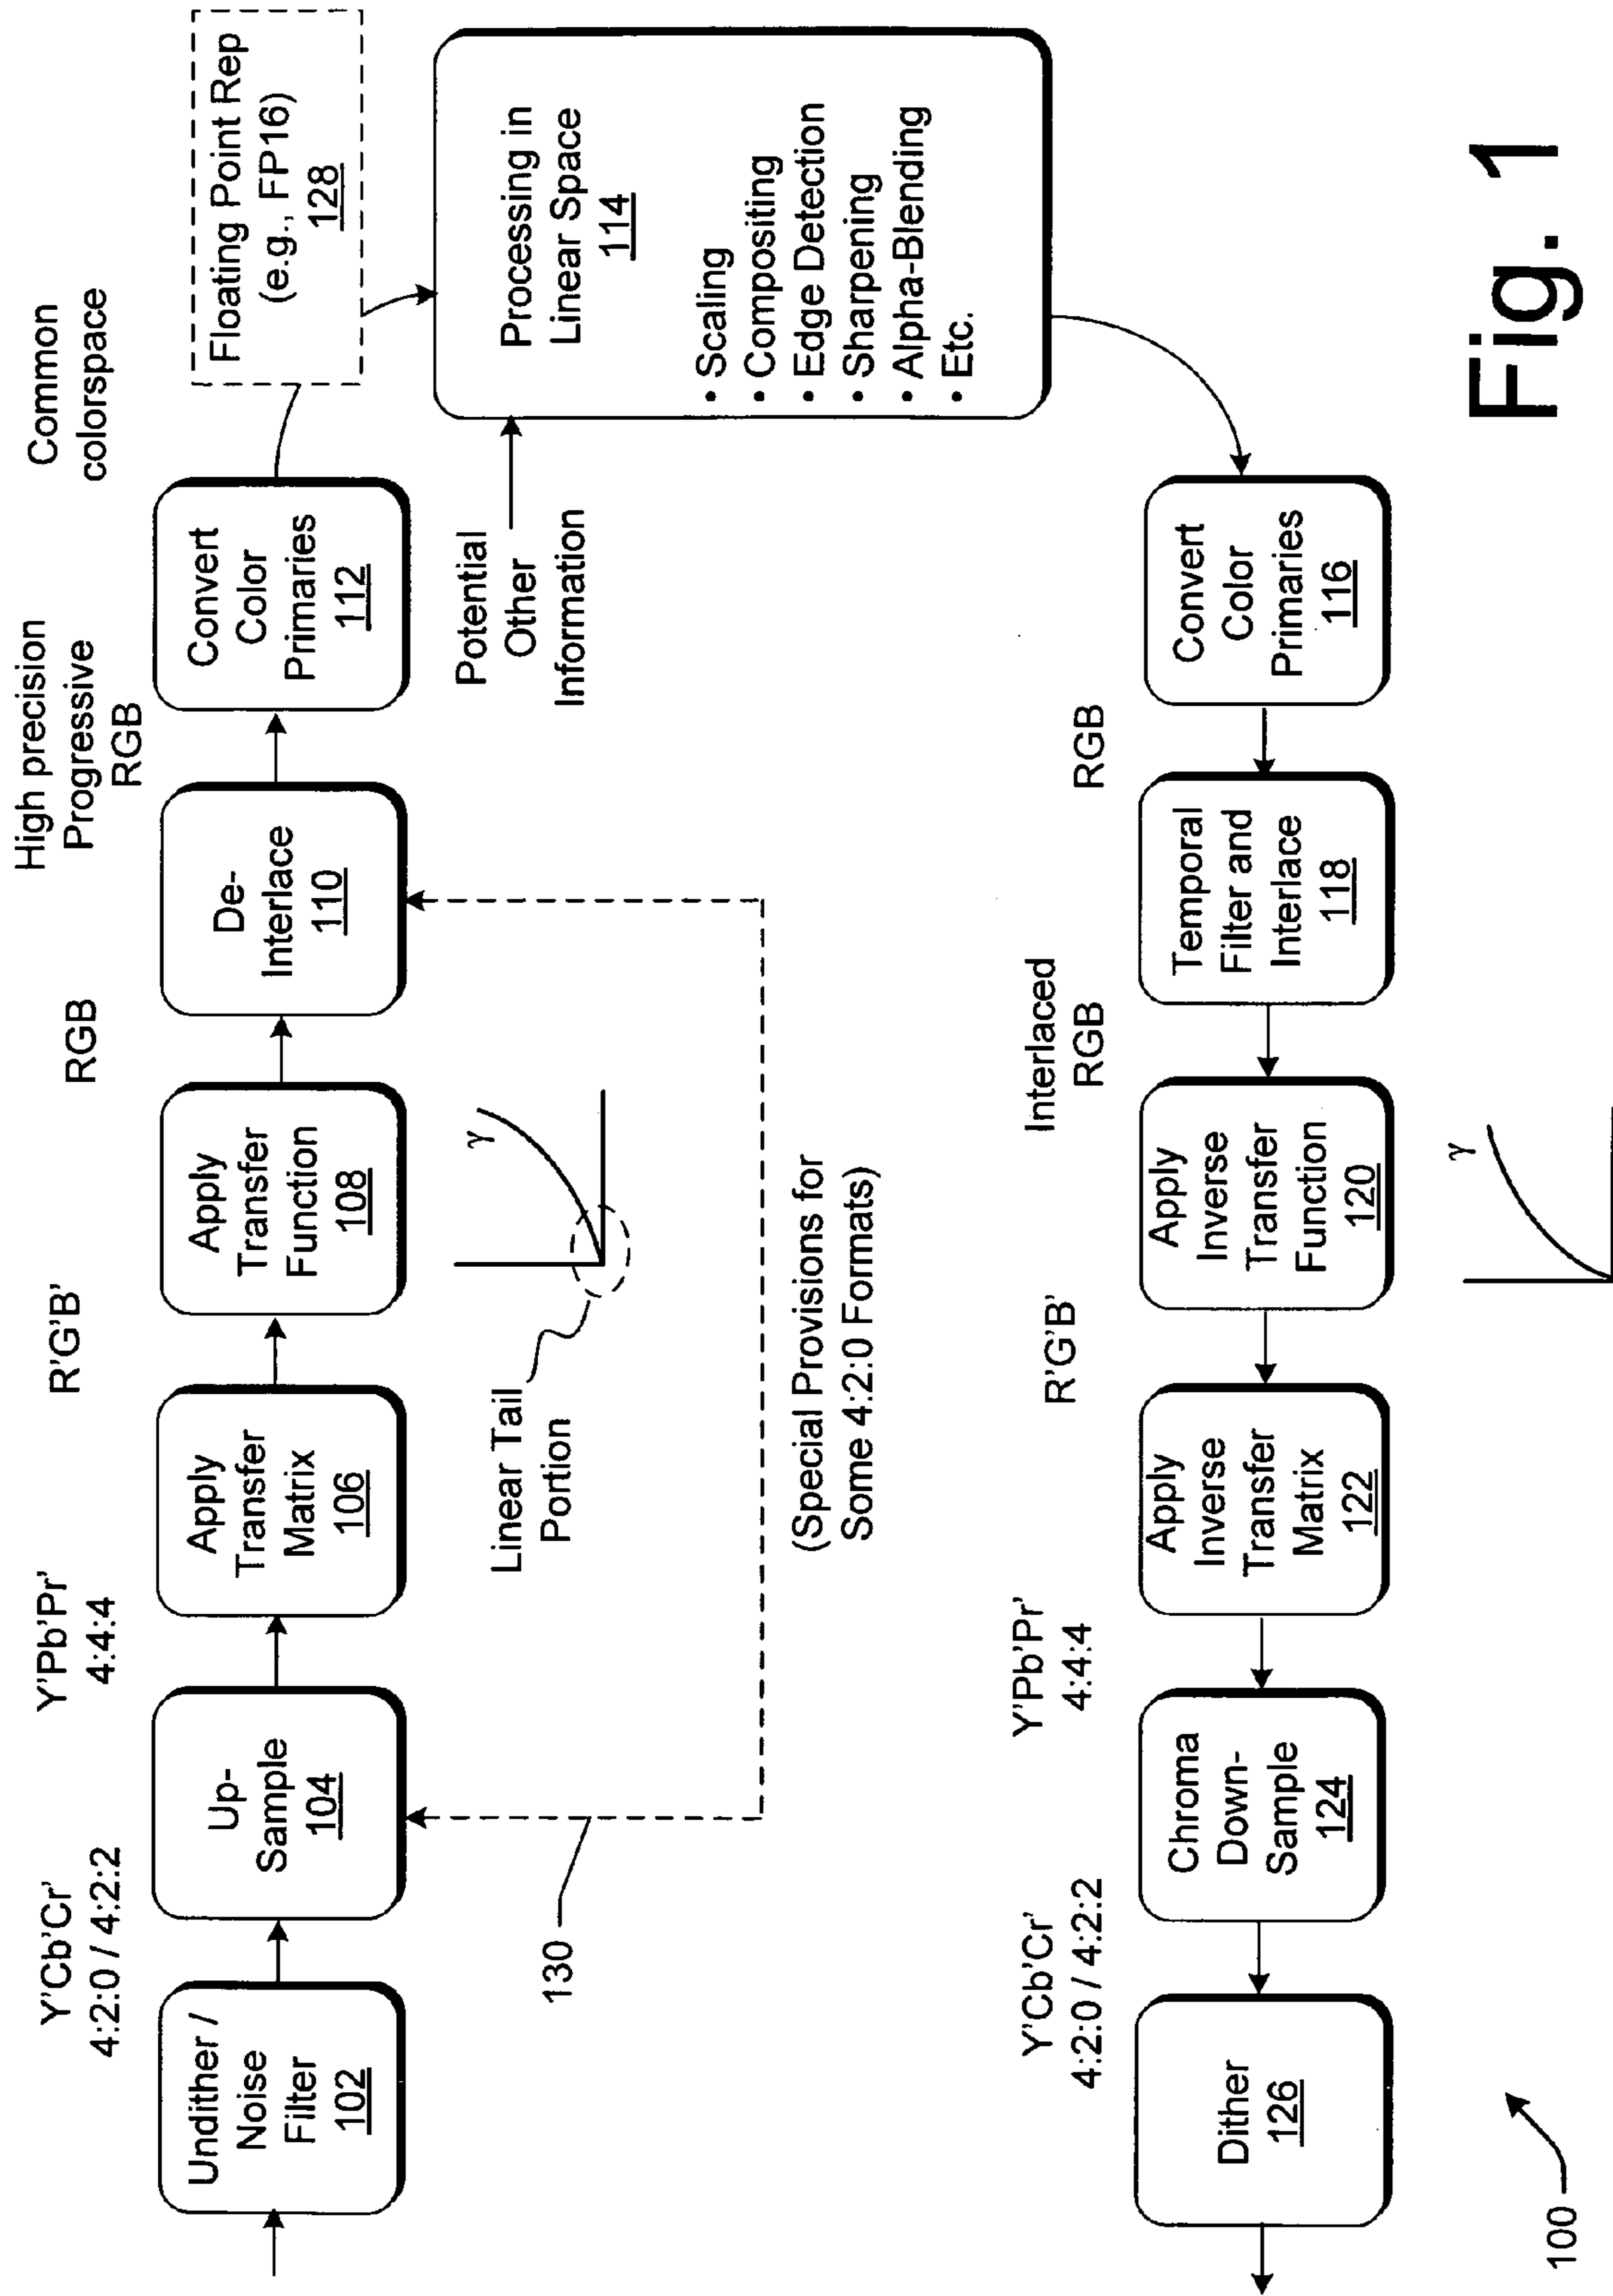 Undither /
Noise
Filter
102
Y'Cb'Cr'
4:2:0 / 4:2:2
Up-
Sample
104
Y'Pb'Pr'
4:4:4
Apply
Transfer
Matrix
106
R'G'B'
Apply
Transfer
Function
108
RGB
De-
Interlace
110
High precision
Progressive
RGB
Convert
Color
Primaries
112
Common
colorspace
Floating Point Rep
(e.g., FP16)
128
γ
Linear Tail
Portion
130
(Special Provisions for
Some 4:2:0 Formats)
Potential
Other
Information
Processing in
Linear Space
114
• Scaling
• Compositing
• Edge Detection
• Sharpening
• Alpha-Blending
• Etc.
Convert
Color
Primaries
116
RGB
Temporal
Filter and
Interlace
118
Interlaced
RGB
Apply
Inverse
Transfer
Function
120
γ
R'G'B'
Apply
Inverse
Transfer
Matrix
122
Y'Pb'Pr'
4:4:4
Chroma
Down-
Sample
124
Y'Cb'Cr'
4:2:0 / 4:2:2
Dither
126
100
Fig. 1